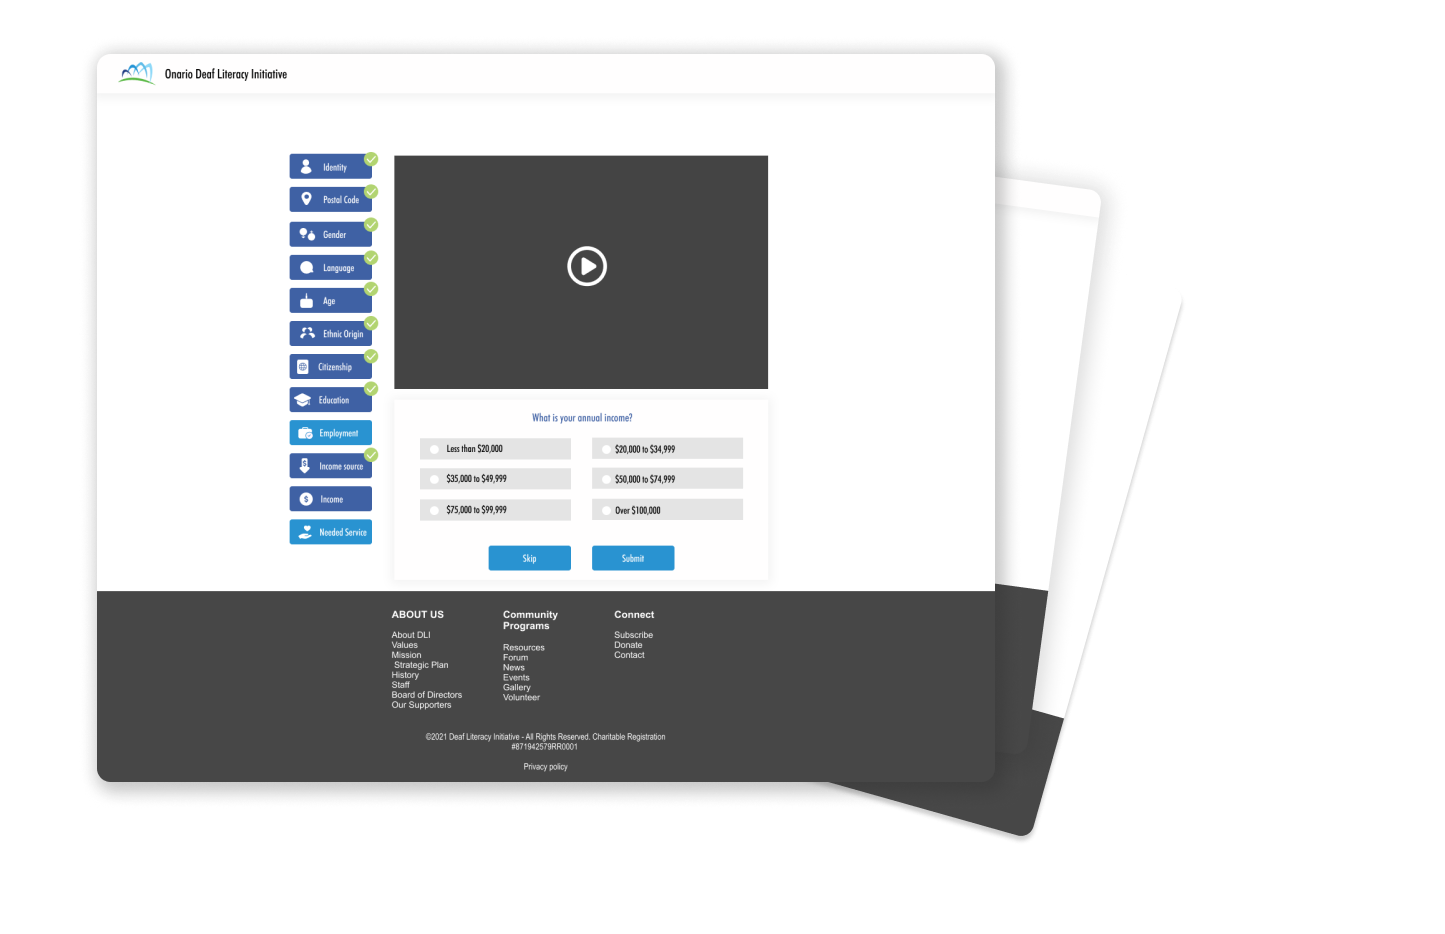 Onario Deaf Literacy Initiative
Identity
Postal Code
Gender
Language
Age
Ethnic Origin
Citizenship
Education
Employment
Income source
Income
Needed Service
What is your annual income?
Less than $20,000
$20,000 to $34,999
$35,000 to $49,999
$50,000 to $74,999
$75,000 to $99,999
Over $100,000
Skip
Submit
ABOUT US
About DLI
Values
Mission
Strategic Plan
History
Staff
Board of Directors
Our Supporters
Community
Programs
Resources
Forum
News
Events
Gallery
Volunteer
Connect
Subscribe
Donate
Contact
©2021 Deaf Literacy Initiative - All Rights Reserved. Charitable Registration
#871942579RR0001
Privacy policy